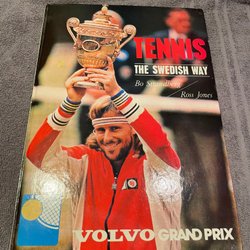 TENNIS
THE SWEDISH WAY
Bo Strandberg
Ross Jones
VOLVO GRAND PRIX